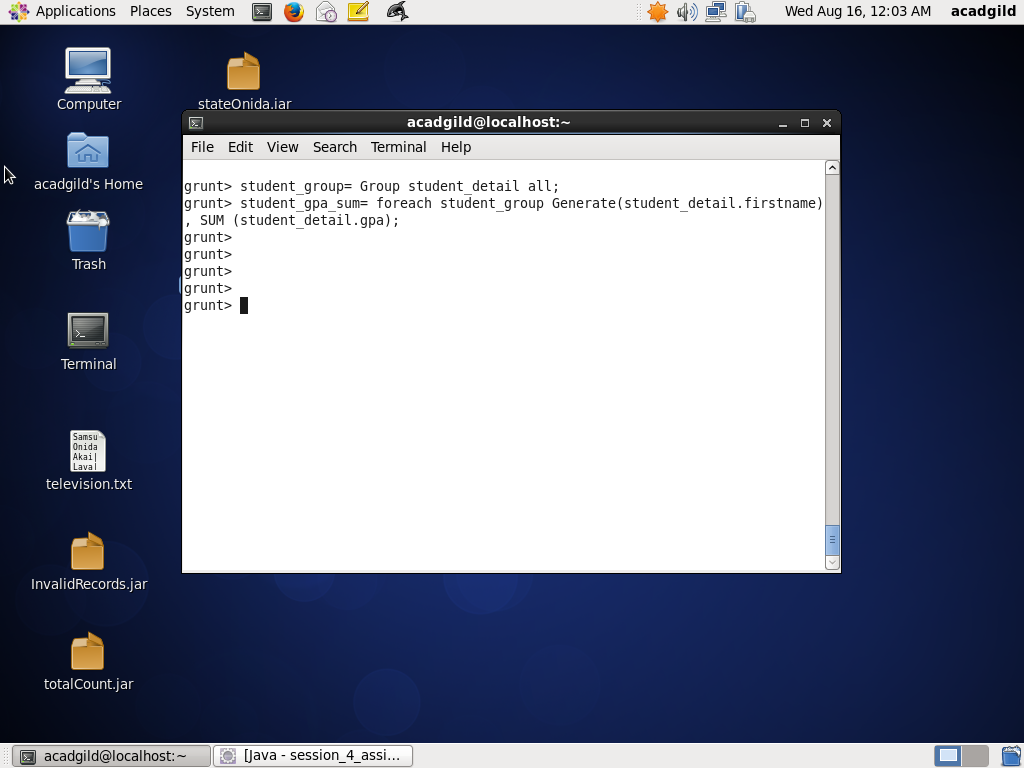 Applications Places System
Wed Aug 16, 12:03 AM acadgild
Computer
stateOnida.jar
acadgild's Home
Trash
Terminal
Samsu
Onida
Akai|
Lava|
television.txt
InvalidRecords.jar
totalCount.jar
acadgild@localhost:~
File Edit View Search Terminal Help
grunt> student_group= Group student_detail all;
grunt> student_gpa_sum= foreach student_group Generate(student_detail.firstname)
, SUM (student_detail.gpa);
grunt>
grunt>
grunt>
grunt>
grunt>
acadgild@localhost:~
[Java - session_4_assi...